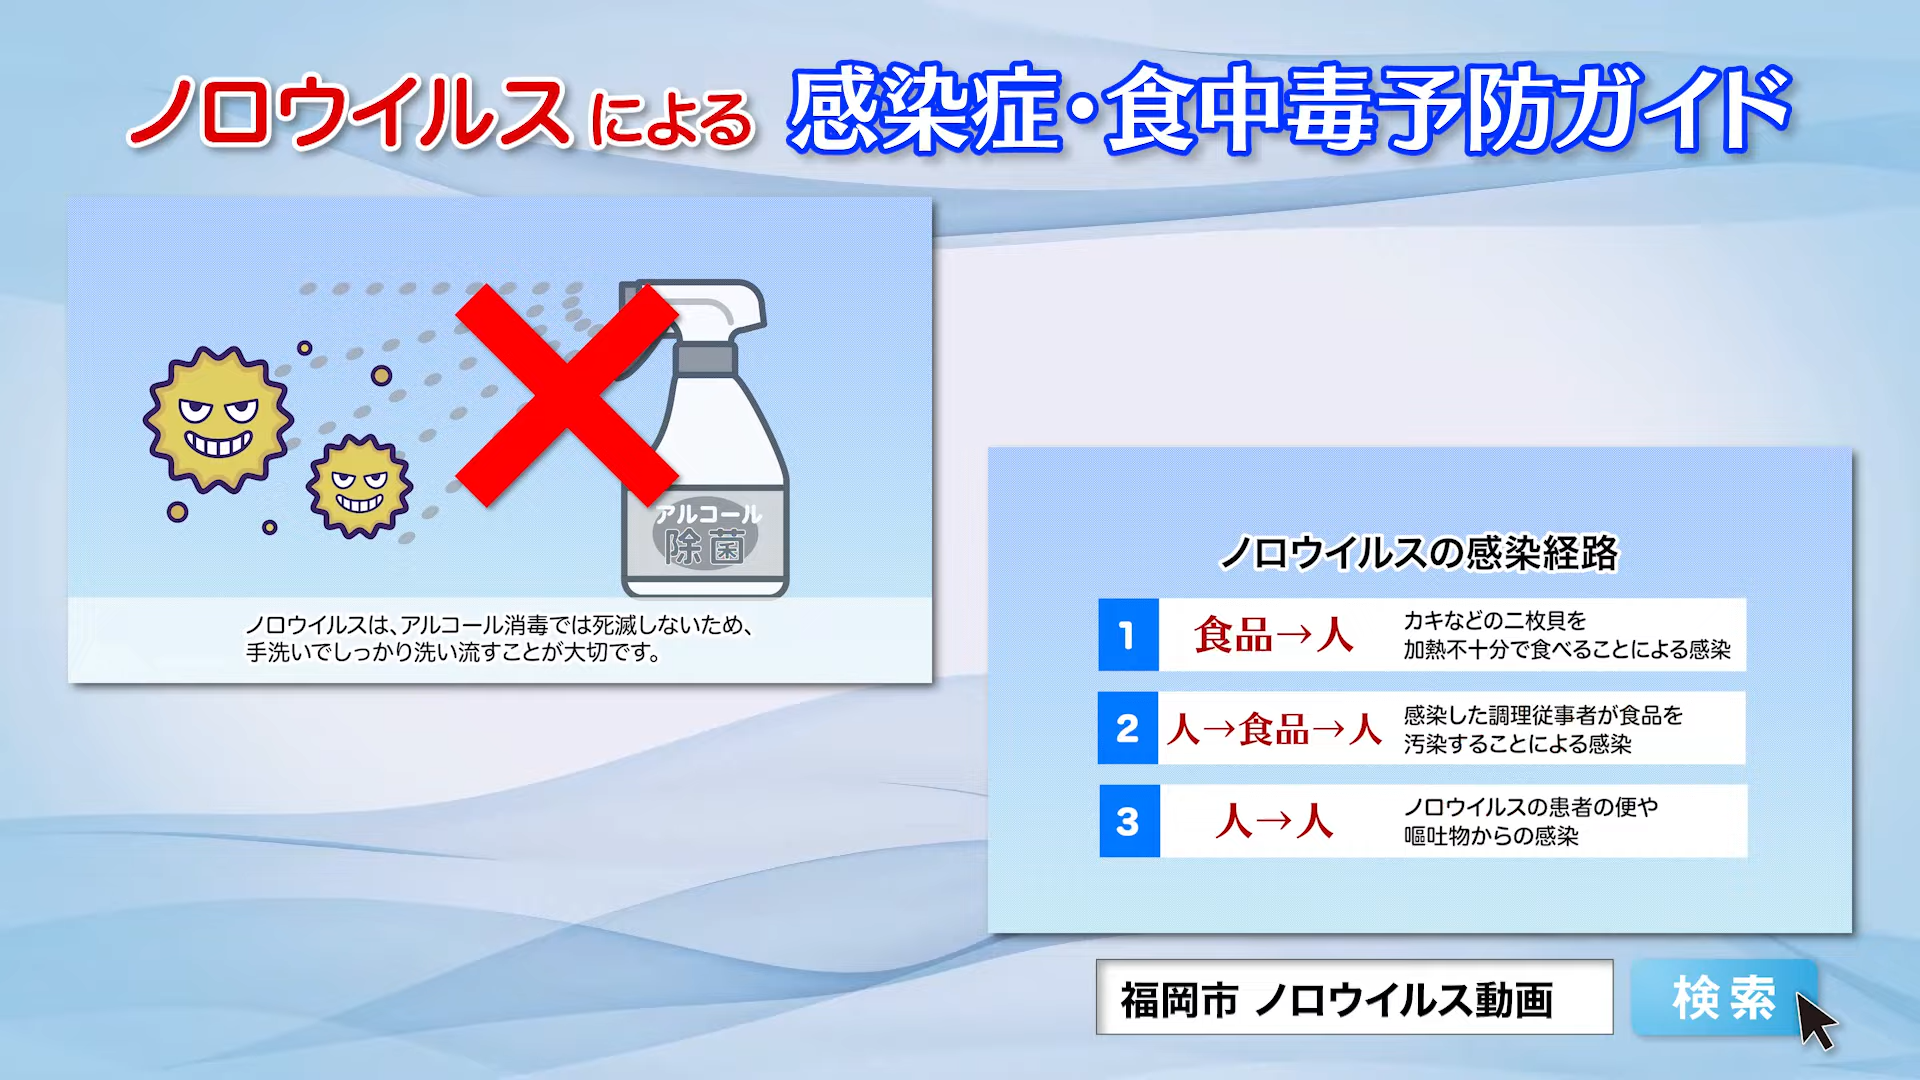 ノロウイルスによる 感染症・食中毒予防ガイド
アルコール
除菌
ノロウイルスは、アルコール消毒では死滅しないため、
手洗いでしっかり洗い流すことが大切です。
ノロウイルスの感染経路
1 食品→人 カキなどの二枚貝を
加熱不十分で食べることによる感染
2 人→食品→人 感染した調理従事者が食品を
汚染することによる感染
3 人→人 ノロウイルスの患者の便や
嘔吐物からの感染
福岡市 ノロウイルス動画 検索